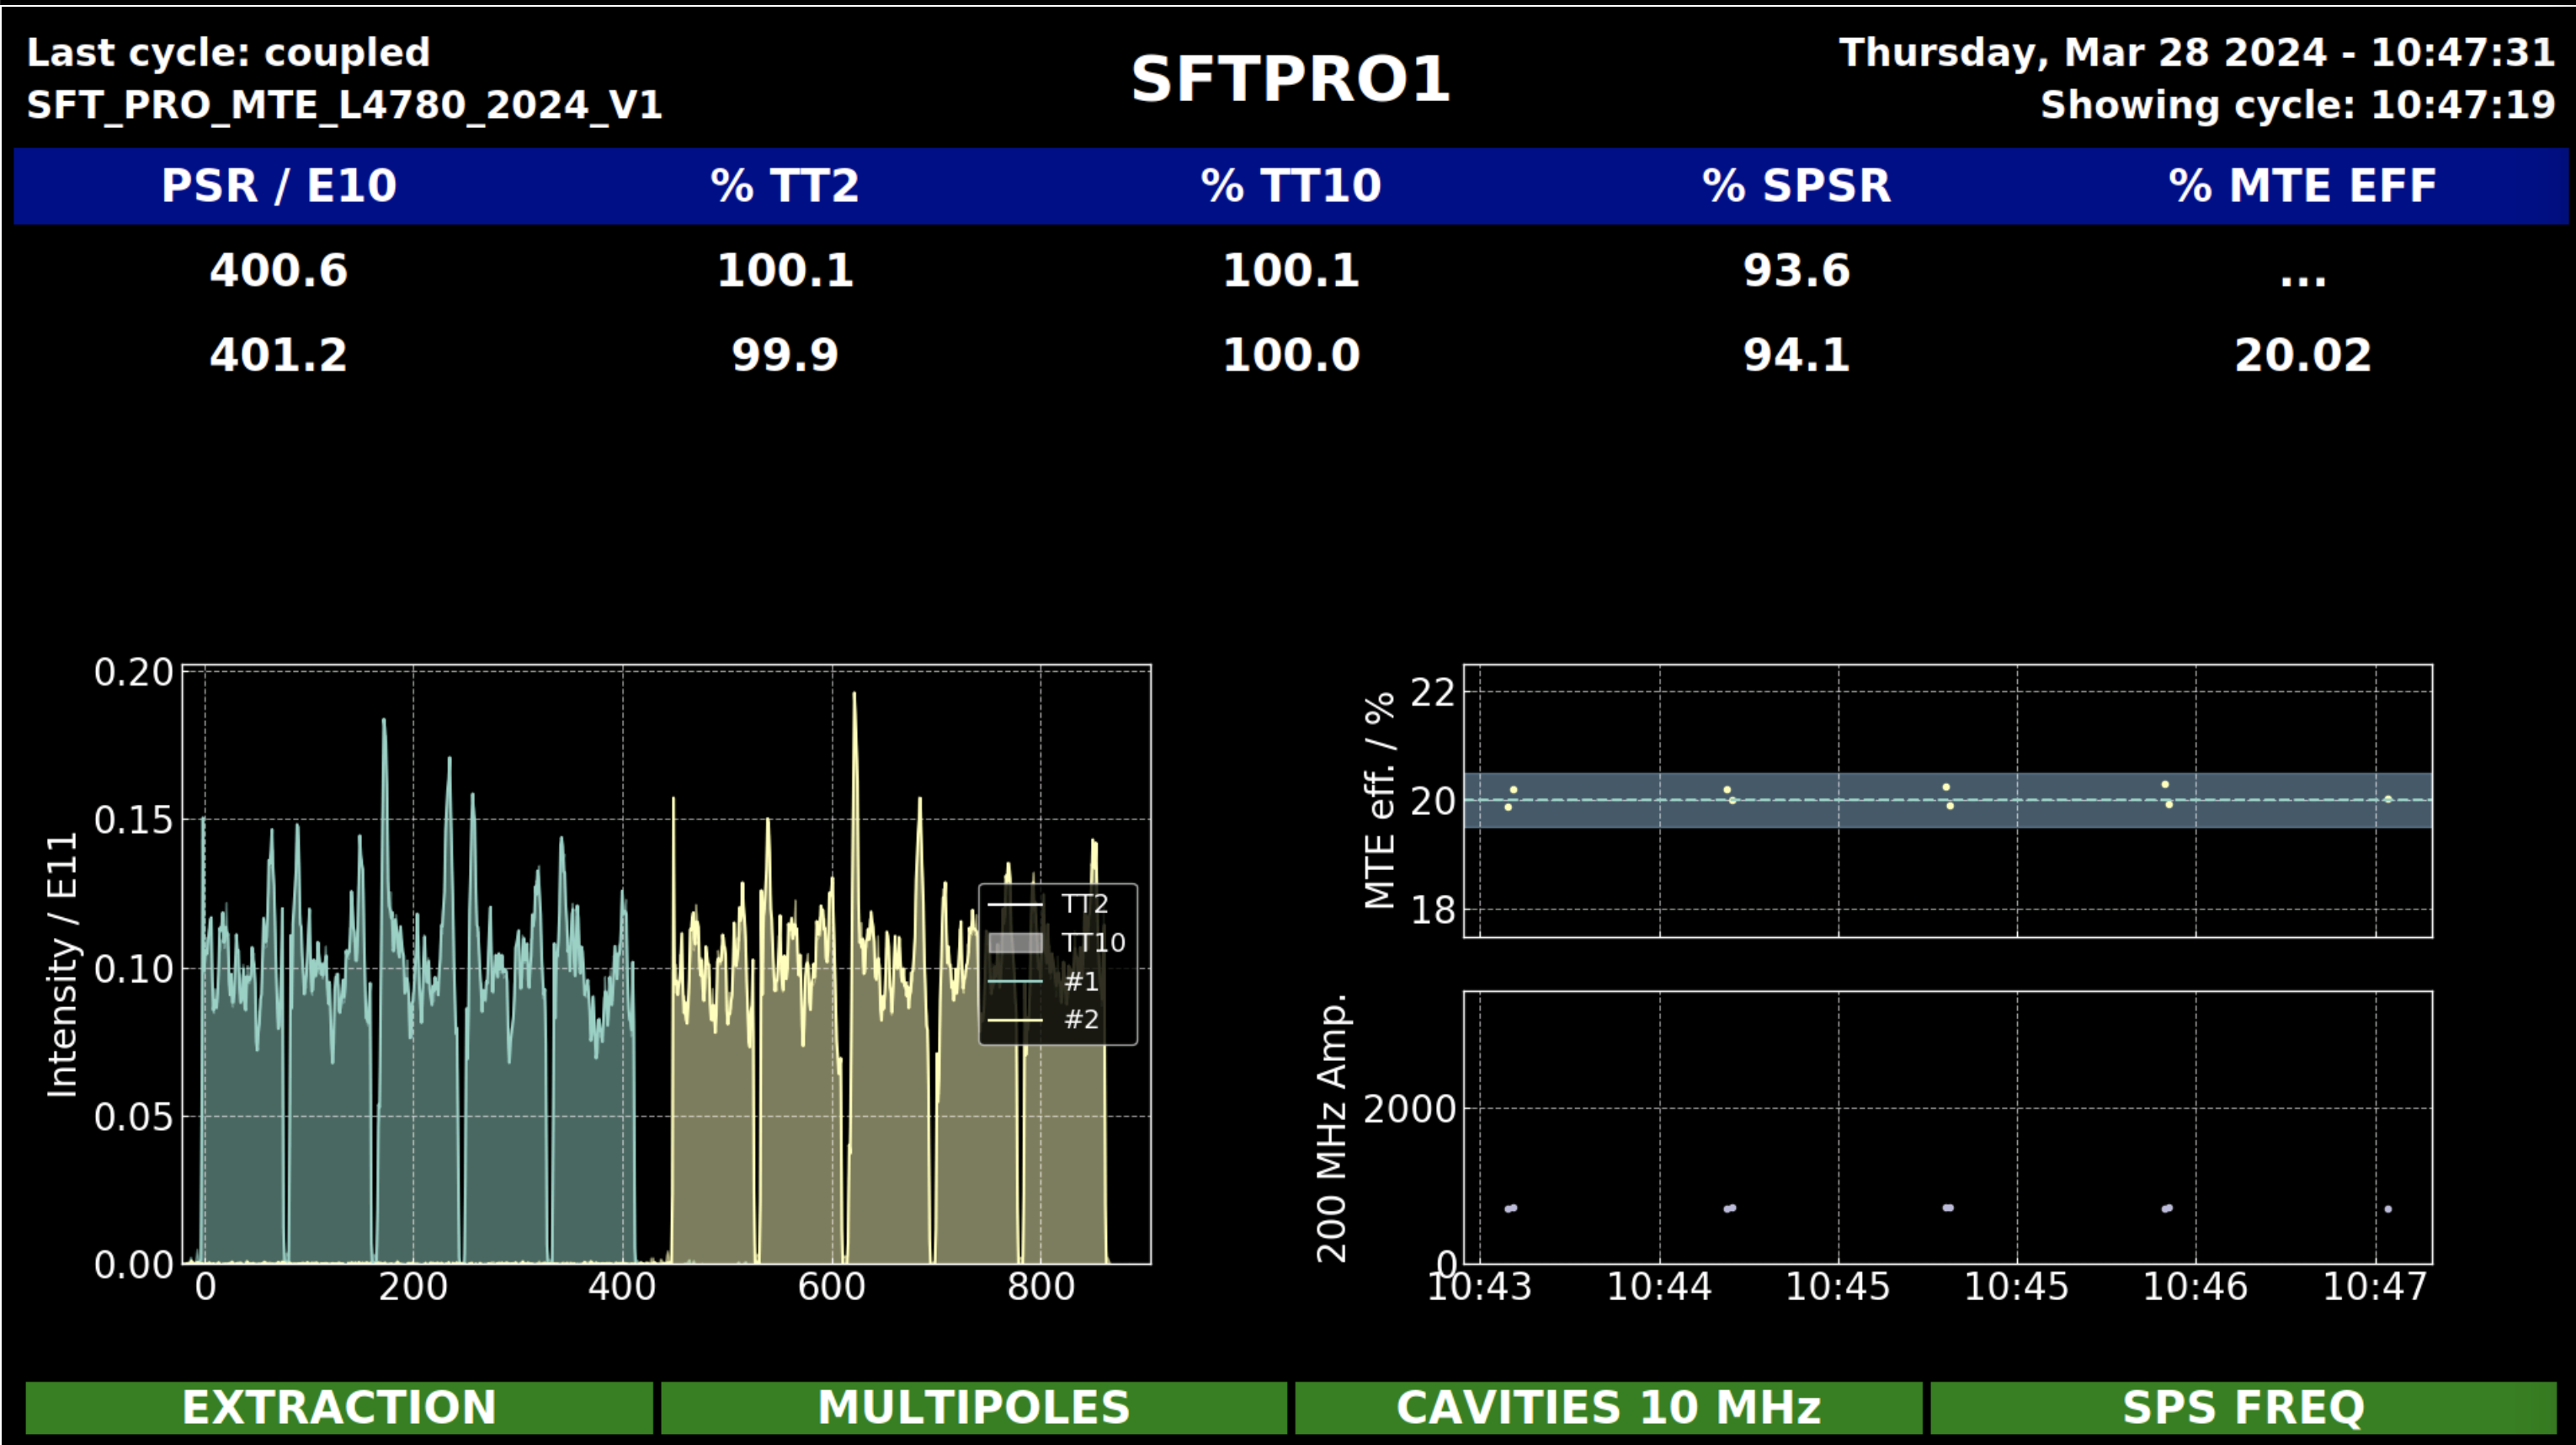 Last cycle: coupled
SFT_PRO_MTE_L4780_2024_V1
SFTPRO1
Thursday, Mar 28 2024 - 10:47:31
Showing cycle: 10:47:19
PSR / E10 % TT2 % TT10 % SPSR % MTE EFF
400.6 100.1 100.1 93.6 ...
401.2 99.9 100.0 94.1 20.02
Intensity / E11
0.20
0.15
0.10
0.05
0.00
0 200 400 600 800
TT2
TT10
#1
#2
MTE eff. / %
22
20
18
200 MHz Amp.
2000
0
10:43 10:44 10:45 10:45 10:46 10:47
EXTRACTION MULTIPOLES CAVITIES 10 MHz SPS FREQ